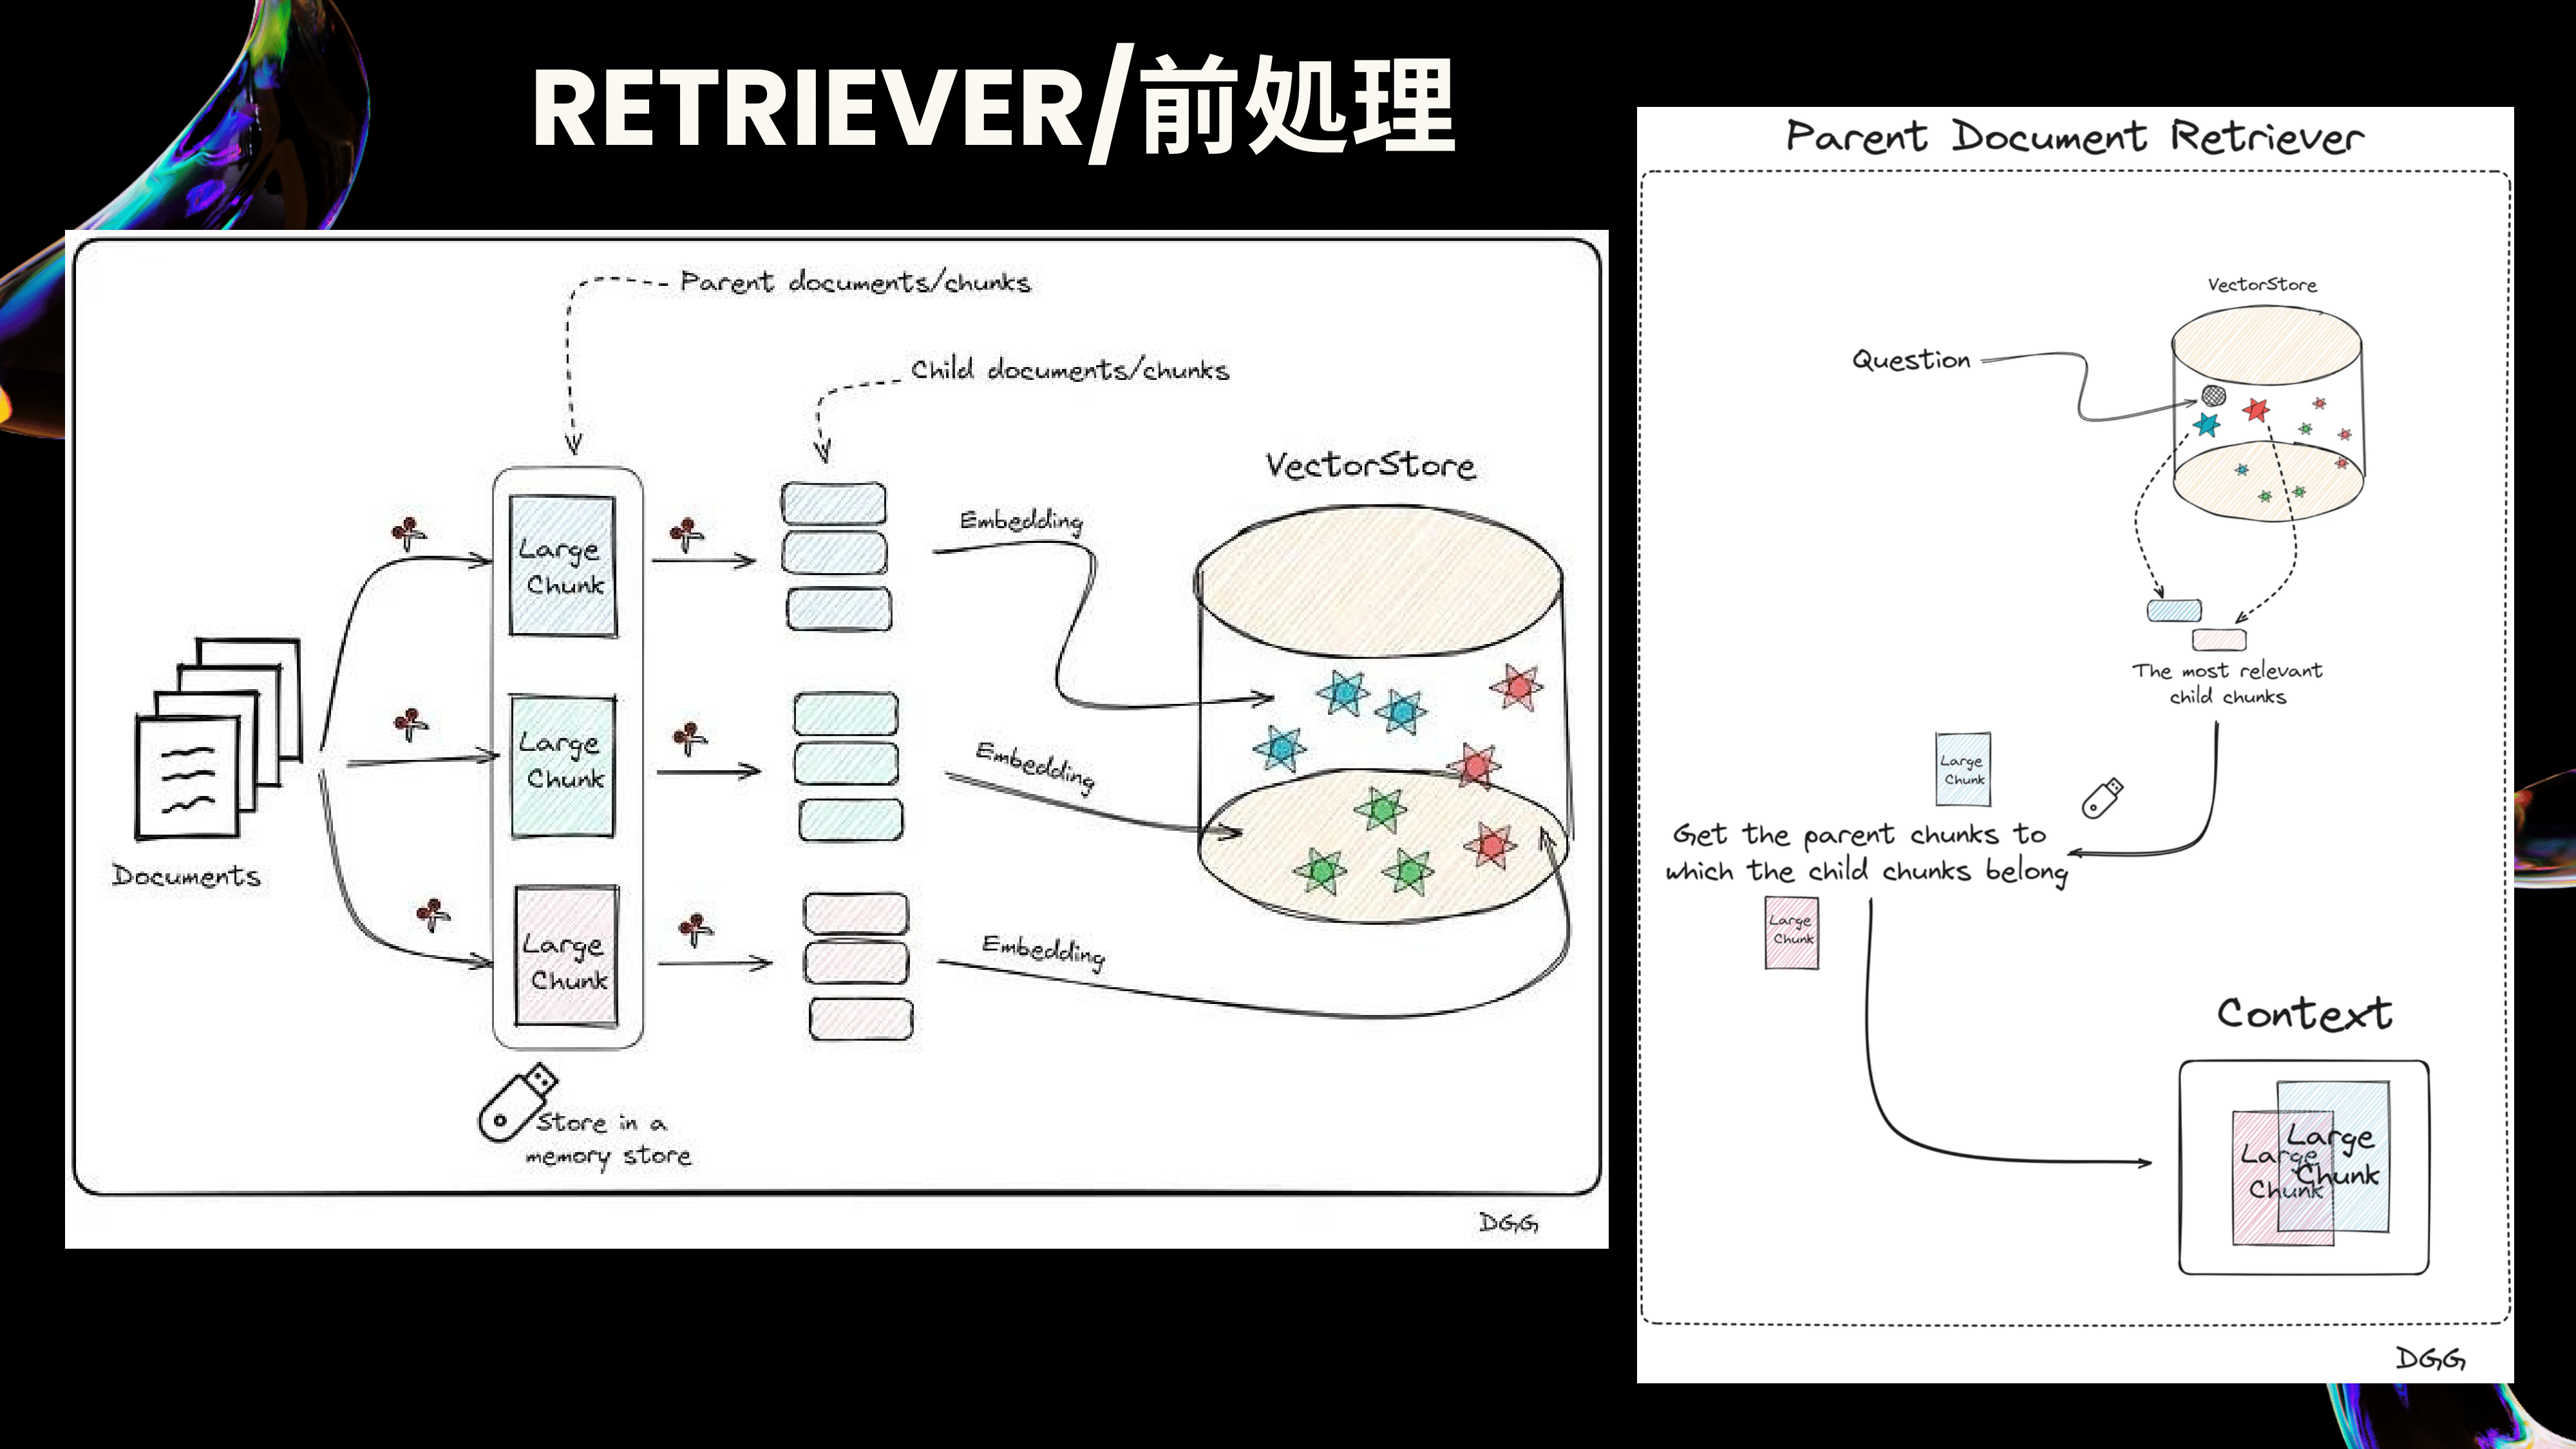 RETRIEVER/前処理
Parent documents/chunks
Child documents/chunks
VectorStore
Large
Chunk
Embedding
Large
Chunk
Embedding
Documents
Large
Chunk
Embedding
Store in a
memory store
DGG
Parent Document Retriever
VectorStore
Question
The most relevant
child chunks
Large
Chunk
Get the parent chunks to
which the child chunks belong
Large
Chunk
Context
Large
Chunk
Large
Chunk
DGG